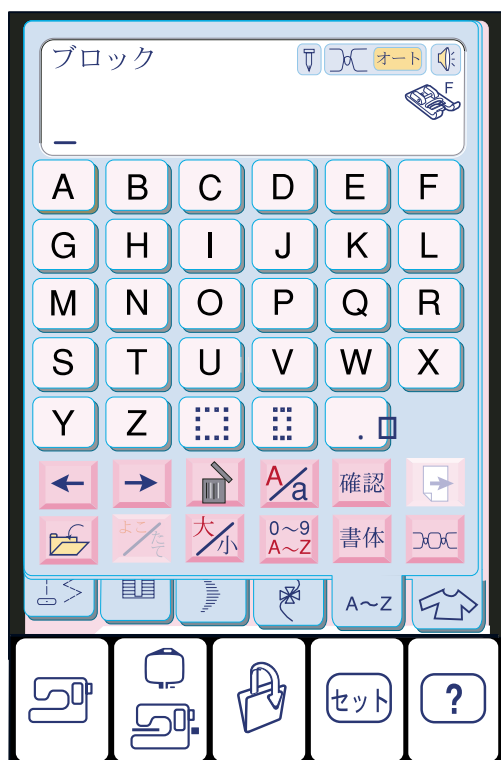 ブロック オート
F
A B C D E F
G H I J K L
M N O P Q R
S T U V W X
Y Z .
A/a 確認
よこ/たて 大/小 0〜9 A〜Z 書体
A〜Z
セット ?